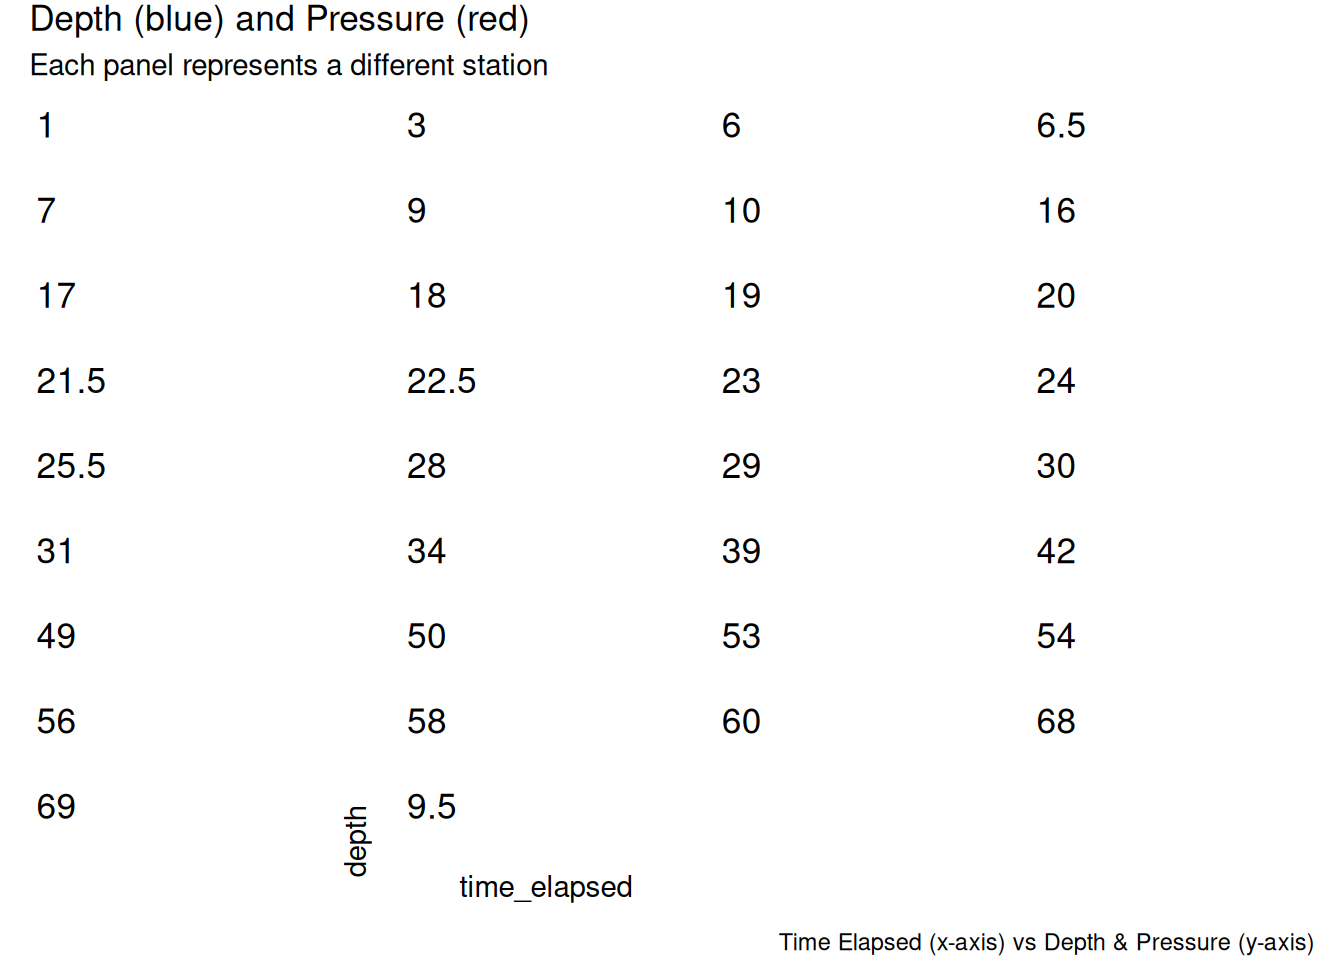 Depth (blue) and Pressure (red)
Each panel represents a different station
1 3 6 6.5
7 9 10 16
17 18 19 20
21.5 22.5 23 24
25.5 28 29 30
31 34 39 42
49 50 53 54
56 58 60 68
69 9.5
depth
time_elapsed
Time Elapsed (x-axis) vs Depth & Pressure (y-axis)